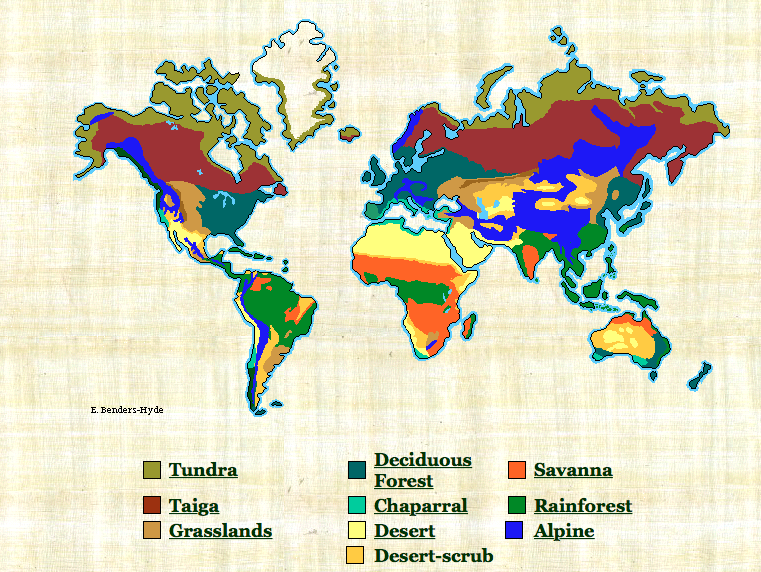 E. Benders-Hyde
Tundra
Deciduous
Forest
Savanna
Taiga
Chaparral
Rainforest
Grasslands
Desert
Alpine
Desert-scrub